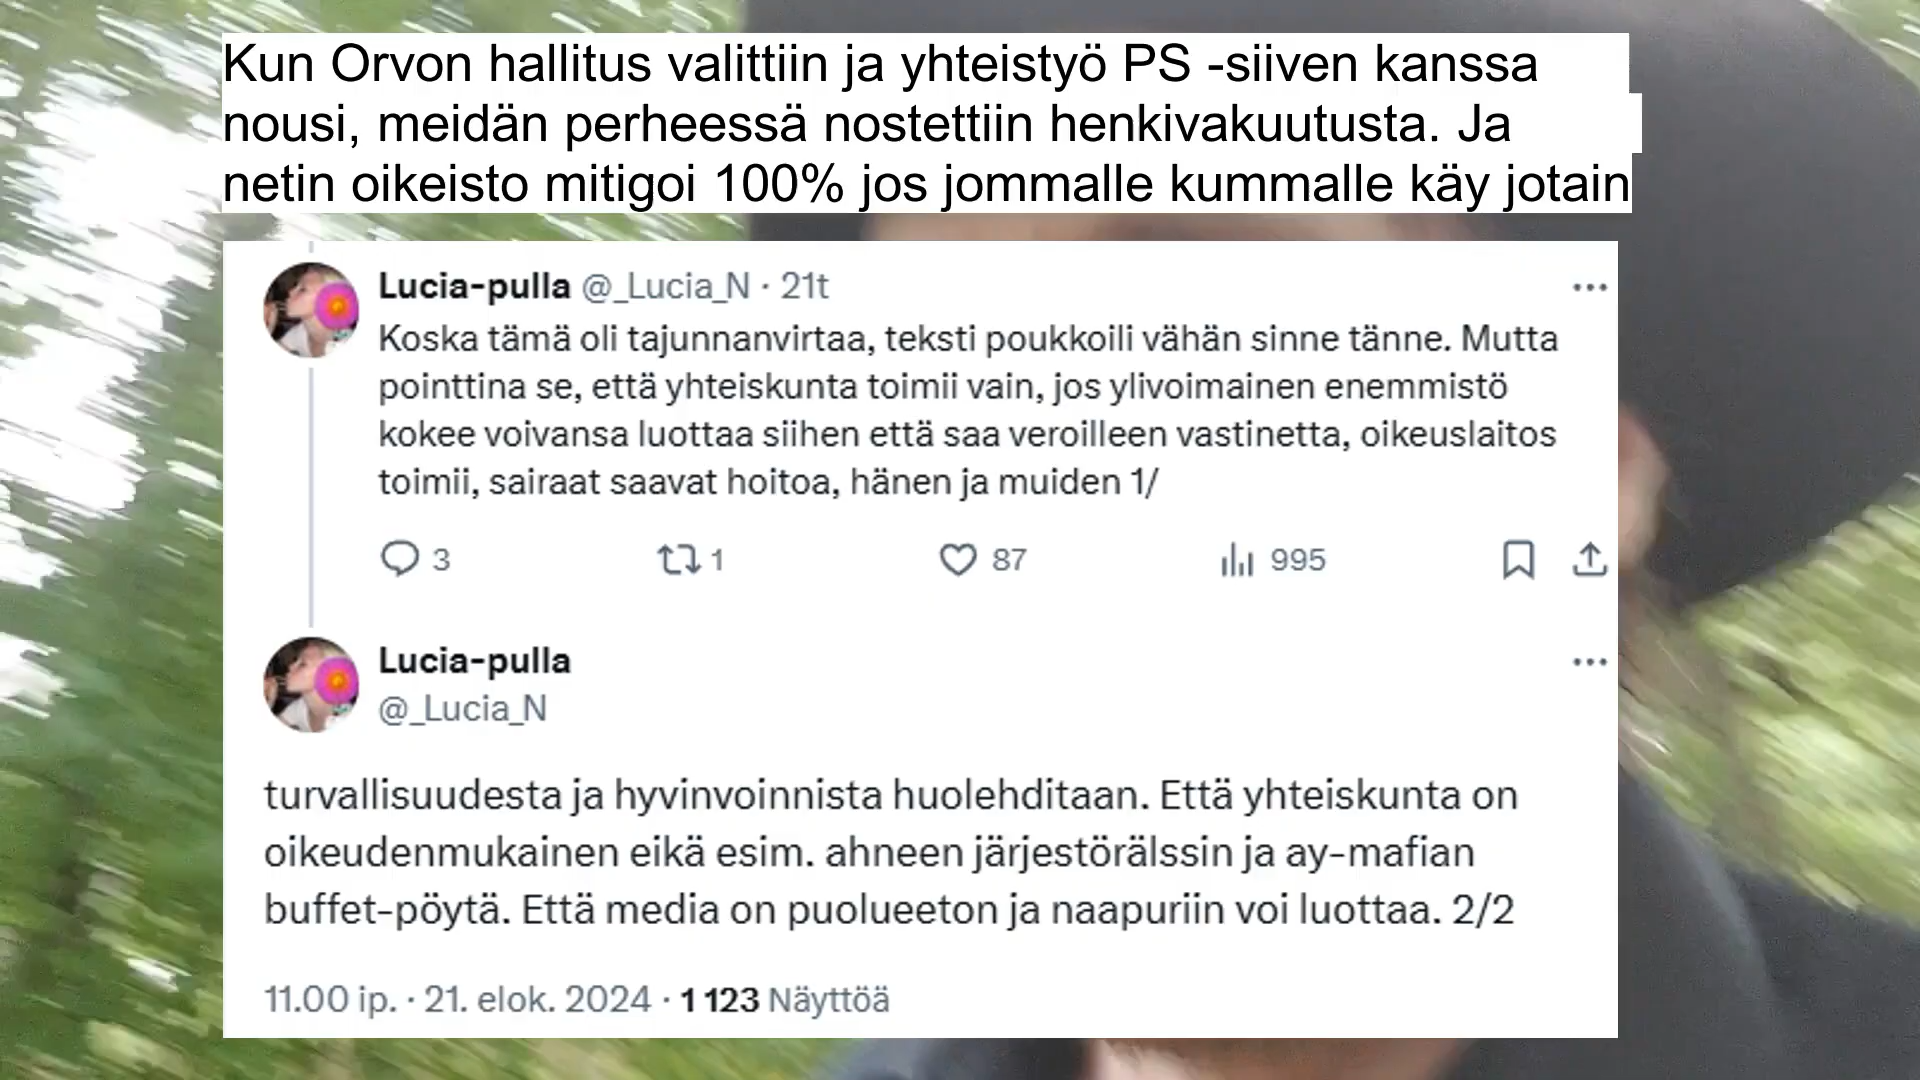 Kun Orvon hallitus valittiin ja yhteistyö PS -siiven kanssa
nousi, meidän perheessä nostettiin henkivakuutusta. Ja
netin oikeisto mitigoi 100% jos jommalle kummalle käy jotain
Lucia-pulla @_Lucia_N · 21t
Koska tämä oli tajunnanvirtaa, teksti poukkoili vähän sinne tänne. Mutta
pointtina se, että yhteiskunta toimii vain, jos ylivoimainen enemmistö
kokee voivansa luottaa siihen että saa veroilleen vastinetta, oikeuslaitos
toimii, sairaat saavat hoitoa, hänen ja muiden 1/
3 1 87 995
Lucia-pulla
@_Lucia_N
turvallisuudesta ja hyvinvoinnista huolehditaan. Että yhteiskunta on
oikeudenmukainen eikä esim. ahneen järjestörälssin ja ay-mafian
buffet-pöytä. Että media on puolueeton ja naapuriin voi luottaa. 2/2
11.00 ip. · 21. elok. 2024 · 1 123 Näyttöä